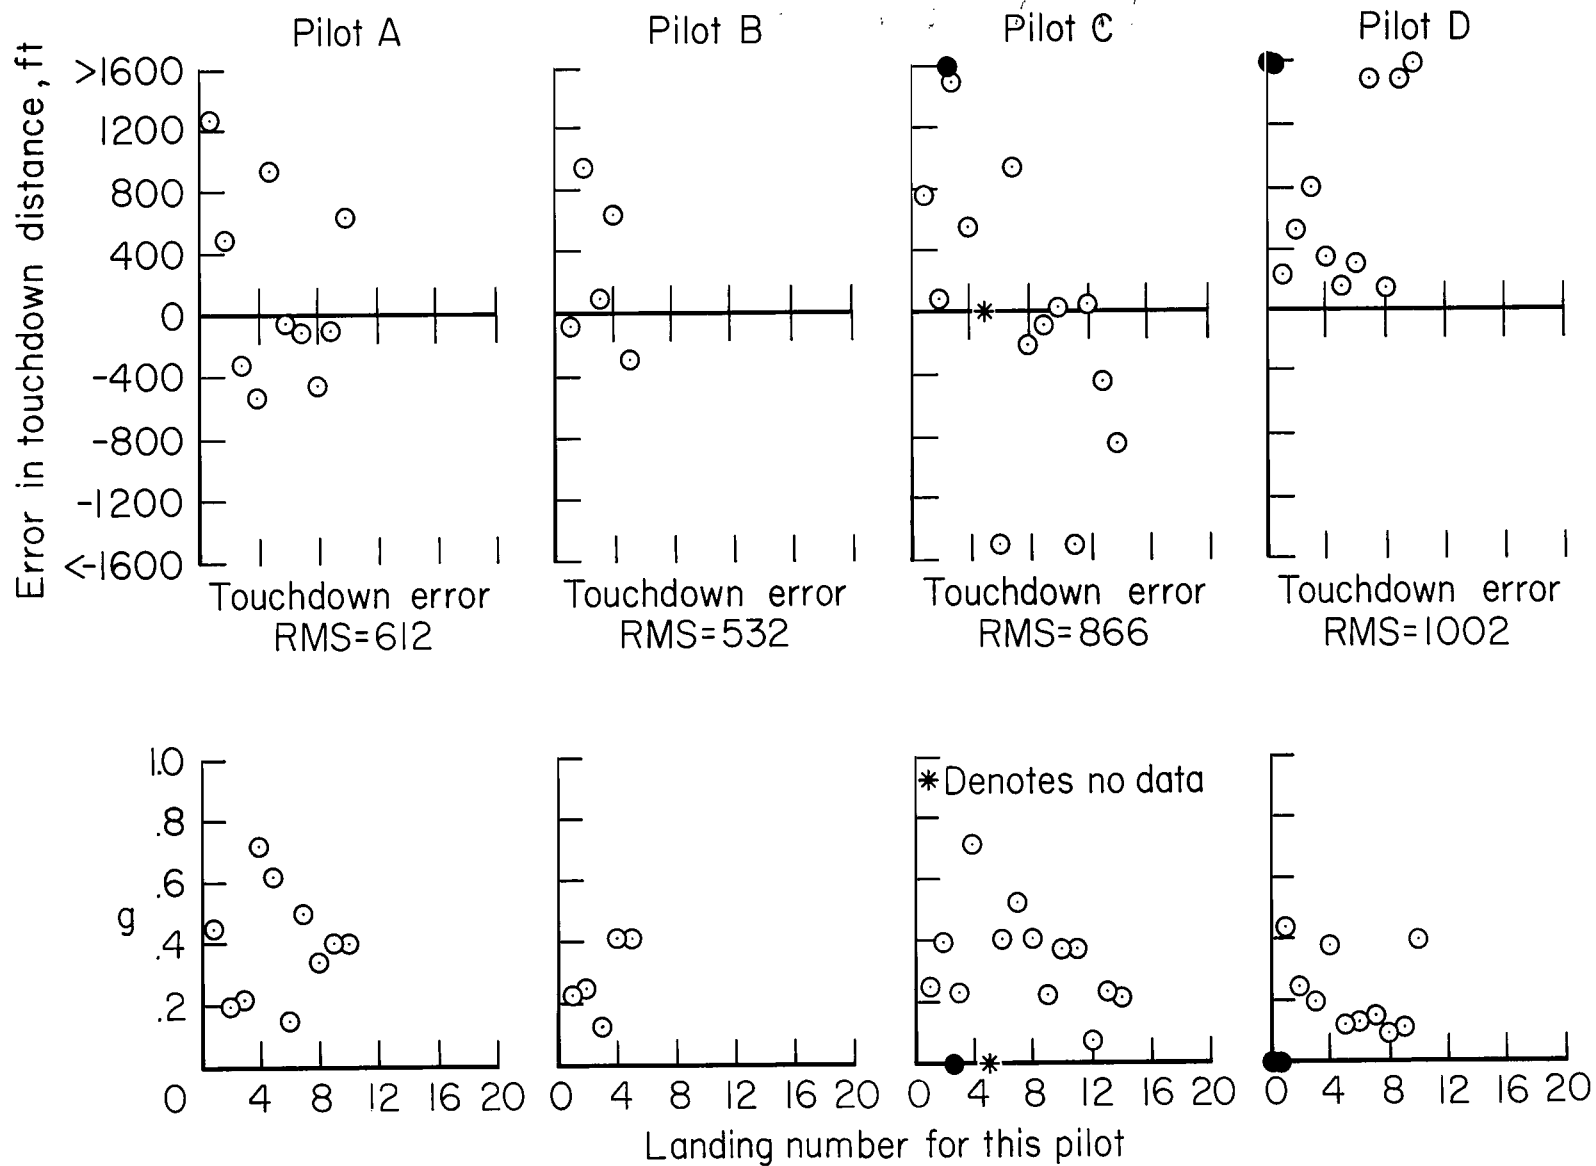 Pilot A Pilot B Pilot C Pilot D
Error in touchdown distance, ft
>1600
1200
800
400
0
-400
-800
-1200
<-1600
Touchdown error Touchdown error Touchdown error Touchdown error
RMS=612 RMS=532 RMS=866 RMS=1002
1.0
*Denotes no data
.8
.6
g
.4
.2
0 4 8 12 16 20 0 4 8 12 16 20 0 4 8 12 16 20 0 4 8 12 16 20
Landing number for this pilot